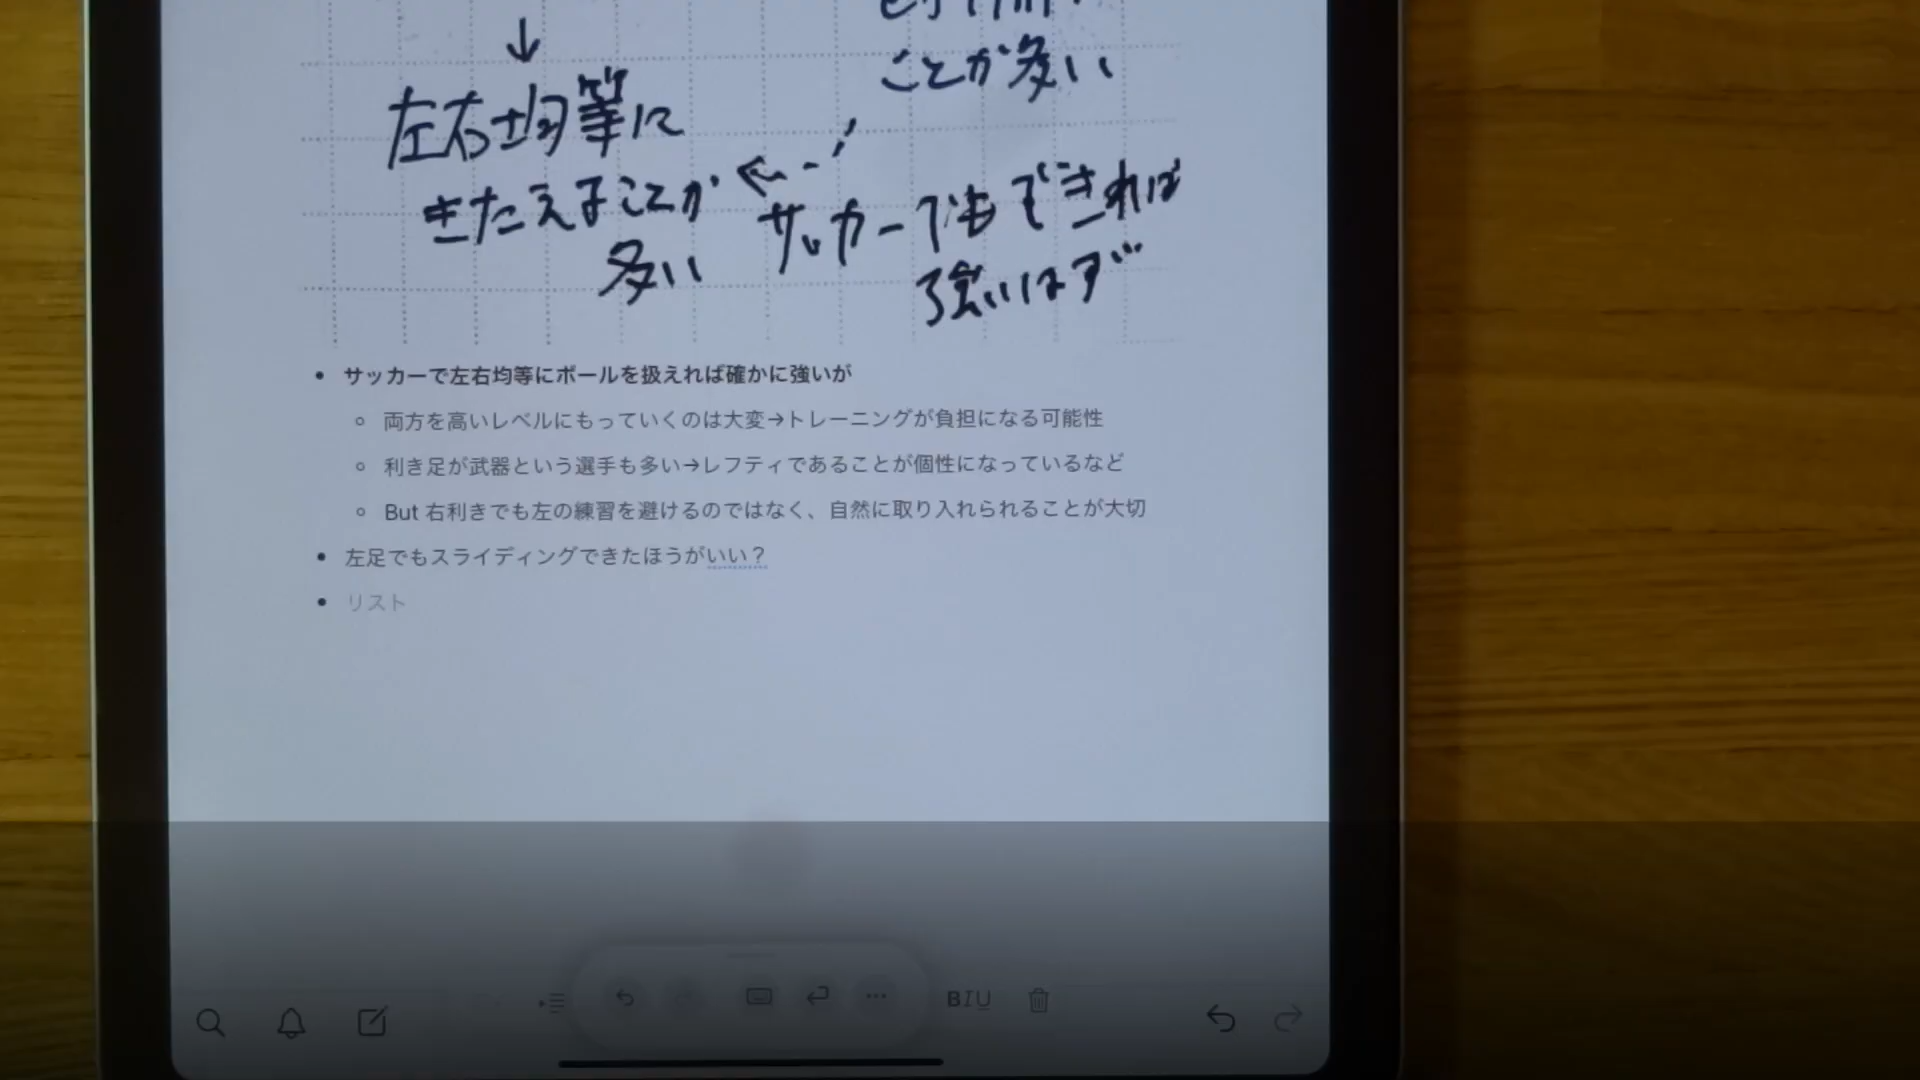 ↓
ことが多い
左右均等に
きたえることが
多い
サッカーでもできれば
強いはず
• サッカーで左右均等にボールを扱えれば確かに強いが
○ 両方を高いレベルにもっていくのは大変→トレーニングが負担になる可能性
○ 利き足が武器という選手も多い→レフティであることが個性になっているなど
○ But 右利きでも左の練習を避けるのではなく、自然に取り入れられることが大切
• 左足でもスライディングできたほうがいい？
• リスト
BIU